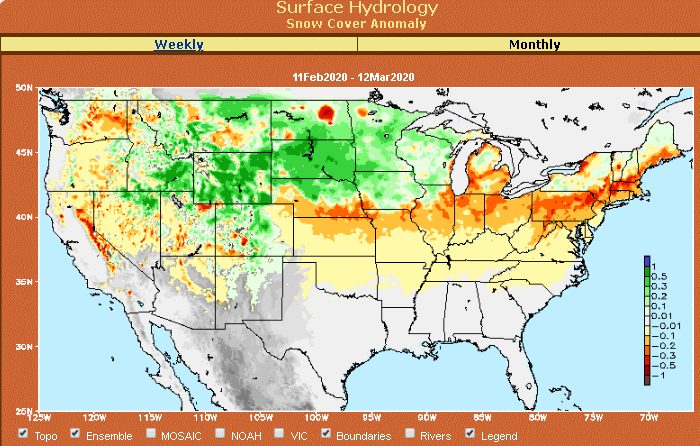 Surface Hydrology
Snow Cover Anomaly
Weekly Monthly
11Feb2020 - 12Mar2020
50N
45N
40N
35N
30N
25N
1
0.5
0.3
0.2
0.1
0.01
-0.01
-0.1
-0.2
-0.3
-0.5
-1
125W 120W 115W 110W 105W 100W 95W 90W 85W 80W 75W 70W
Topo Ensemble MOSAIC NOAH VIC Boundaries Rivers Legend